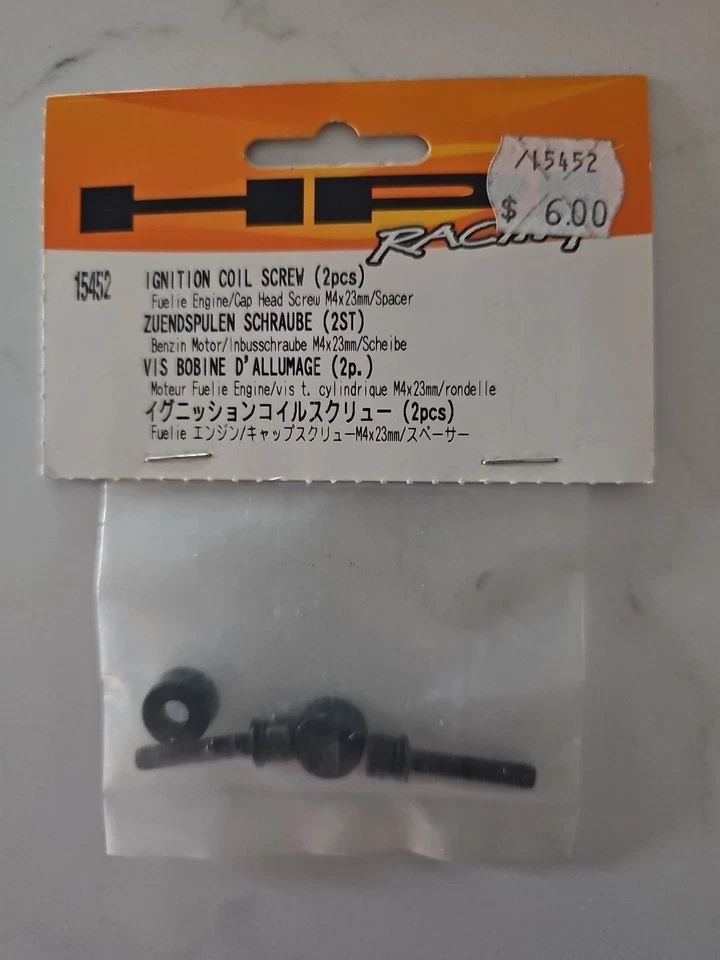 /15452
$ 6.00
HP
RACING
15452
IGNITION COIL SCREW (2pcs)
Fuelie Engine/Cap Head Screw M4x23mm/Spacer
ZUENDSPULEN SCHRAUBE (2ST)
Benzin Motor/Inbusschraube M4x23mm/Scheibe
VIS BOBINE D'ALLUMAGE (2p.)
Moteur Fuelie Engine/vis t. cylindrique M4x23mm/rondelle
イグニッションコイルスクリュー (2pcs)
Fuelie エンジン/キャップスクリューM4x23mm/スペーサー